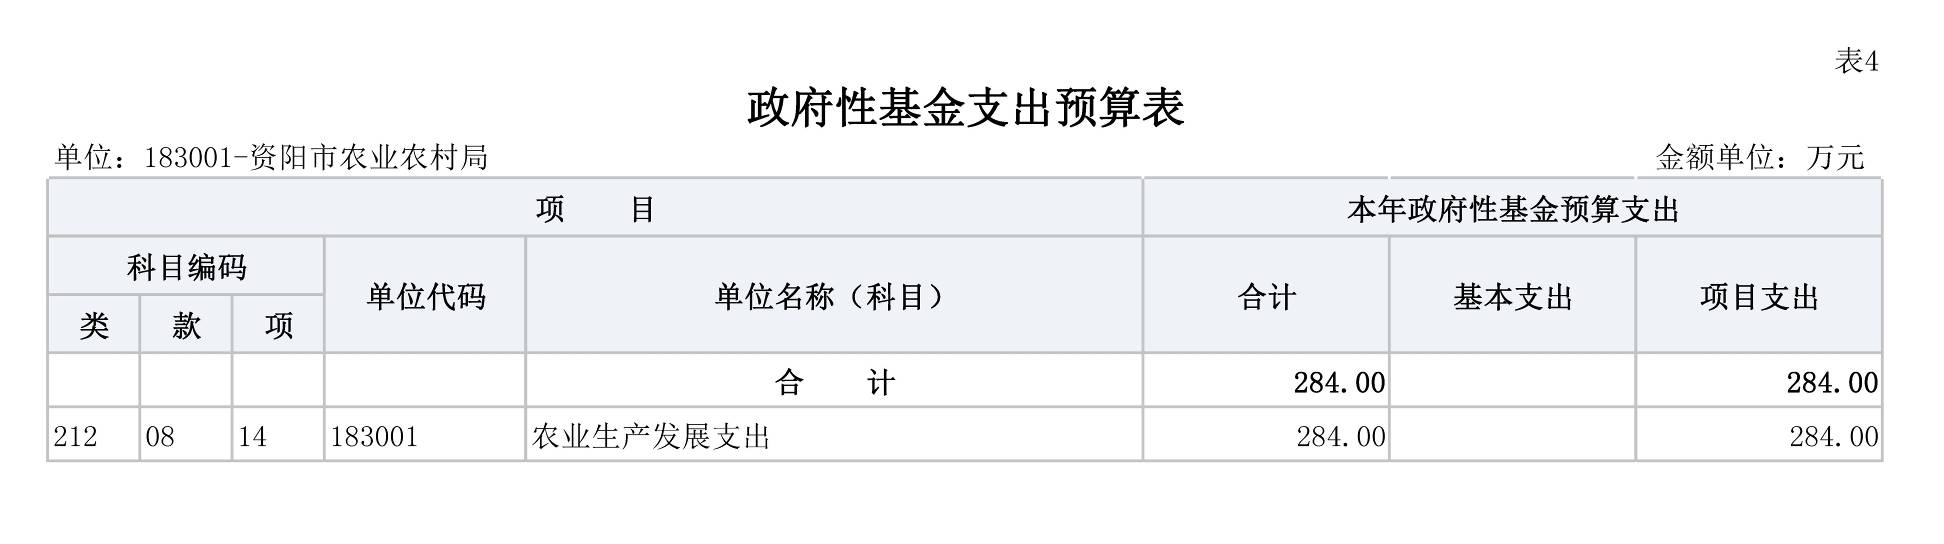 表4
政府性基金支出预算表
单位：183001-资阳市农业农村局 金额单位：万元
项 目 本年政府性基金预算支出
科目编码 单位代码 单位名称（科目） 合计 基本支出 项目支出
类 款 项
合 计 284.00 284.00
212 08 14 183001 农业生产发展支出 284.00 284.00